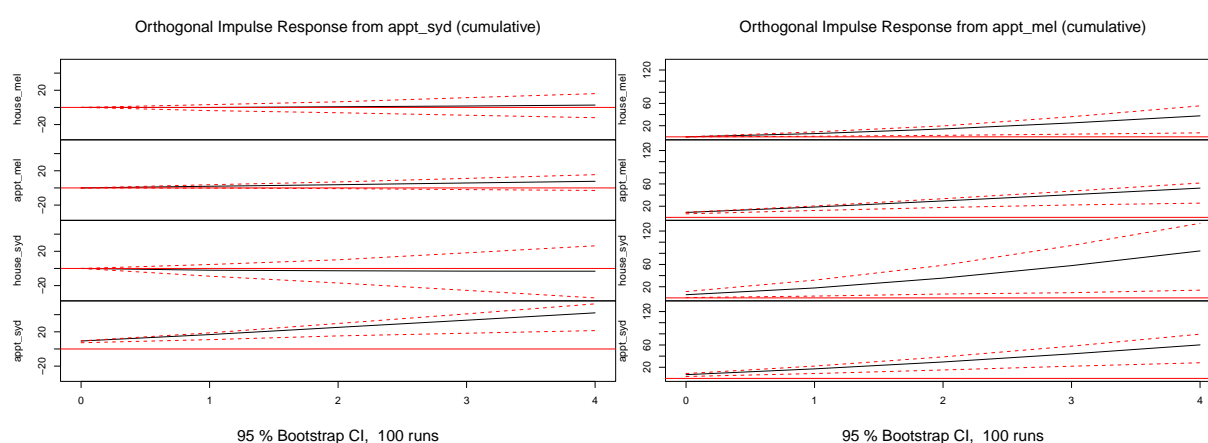 Orthogonal Impulse Response from appt_syd (cumulative)
house_mel
-20 20
appt_mel
-20 20
house_syd
-20 20
appt_syd
-20 20
0 1 2 3 4
95 % Bootstrap CI, 100 runs
Orthogonal Impulse Response from appt_mel (cumulative)
house_mel
20 60 120
appt_mel
20 60 120
house_syd
20 60 120
appt_syd
20 60 120
0 1 2 3 4
95 % Bootstrap CI, 100 runs